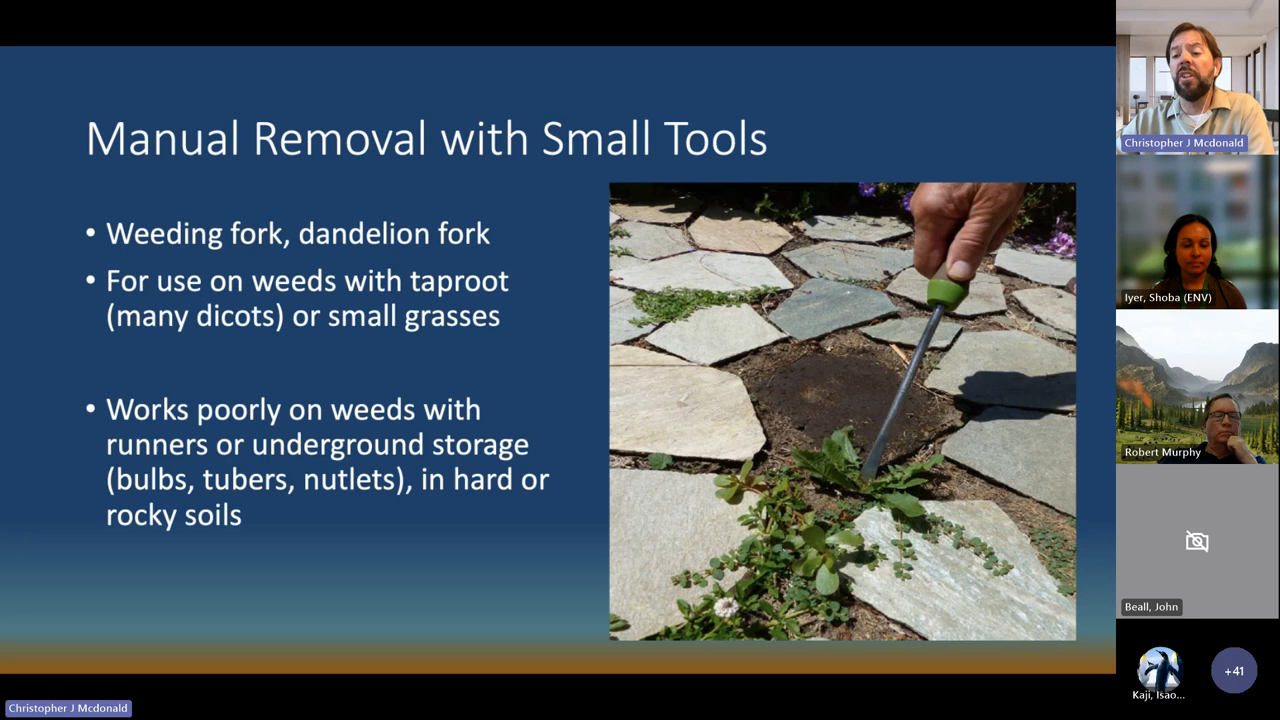 Manual Removal with Small Tools
• Weeding fork, dandelion fork
• For use on weeds with taproot
(many dicots) or small grasses
• Works poorly on weeds with
runners or underground storage
(bulbs, tubers, nutlets), in hard or
rocky soils
Christopher J Mcdonald
Iyer, Shoba (ENV)
Robert Murphy
Beall, John
Kaji, Isao...
+41
Christopher J Mcdonald